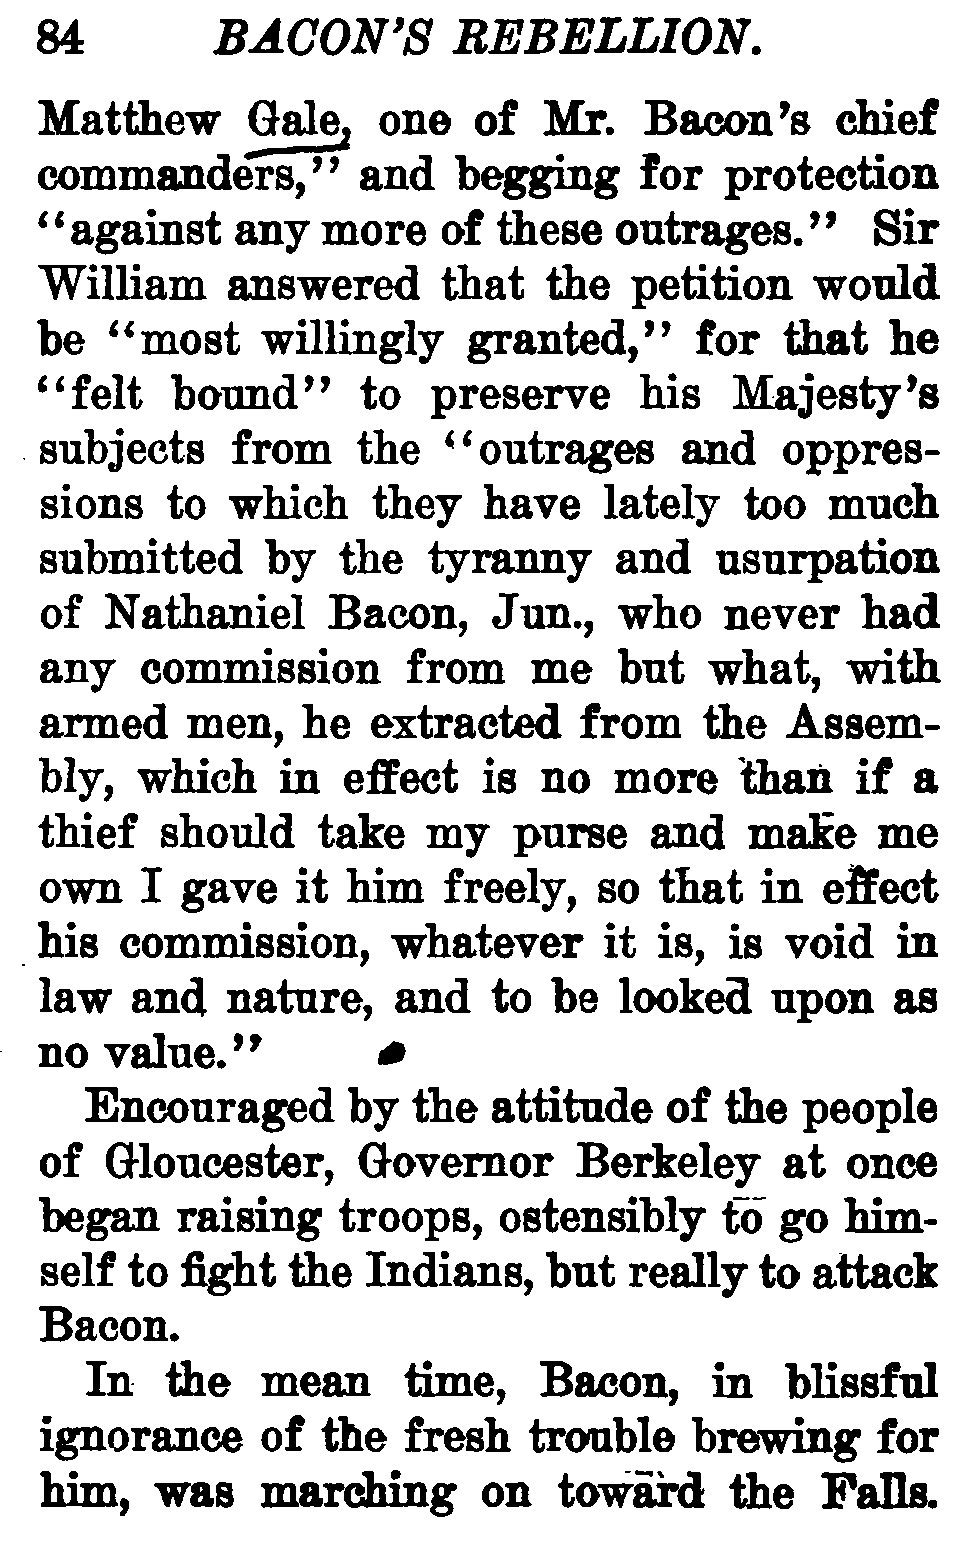 84 BACON'S REBELLION.
Matthew Gale, one of Mr. Bacon's chief
commanders," and begging for protection
"against any more of these outrages." Sir
William answered that the petition would
be "most willingly granted," for that he
"felt bound" to preserve his Majesty's
subjects from the "outrages and oppres-
sions to which they have lately too much
submitted by the tyranny and usurpation
of Nathaniel Bacon, Jun., who never had
any commission from me but what, with
armed men, he extracted from the Assem-
bly, which in effect is no more than if a
thief should take my purse and make me
own I gave it him freely, so that in effect
his commission, whatever it is, is void in
law and nature, and to be looked upon as
no value."
Encouraged by the attitude of the people
of Gloucester, Governor Berkeley at once
began raising troops, ostensibly to go him-
self to fight the Indians, but really to attack
Bacon.
In the mean time, Bacon, in blissful
ignorance of the fresh trouble brewing for
him, was marching on toward the Falls.